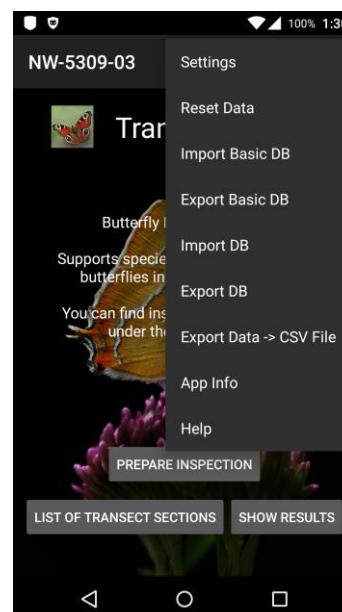 100% 1:3
NW-5309-03
Settings
Reset Data
Import Basic DB
Export Basic DB
Import DB
Export DB
Export Data -> CSV File
App Info
Help
Butterfly
Supports specie
butterflies in
You can find ins
under the
PREPARE INSPECTION
LIST OF TRANSECT SECTIONS
SHOW RESULTS